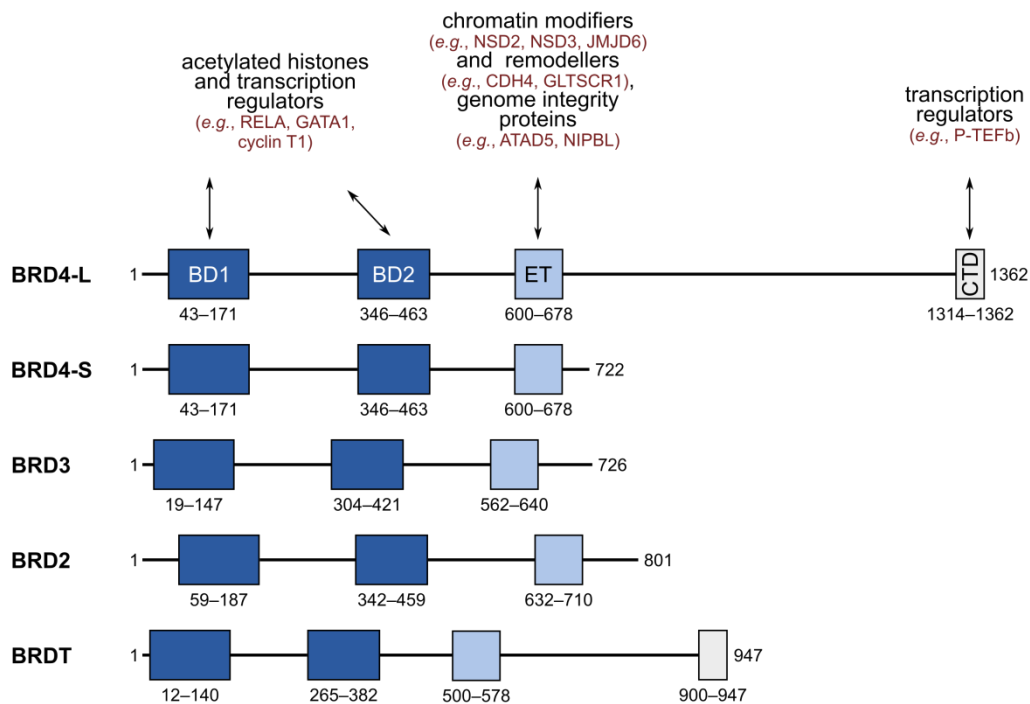 acetylated histones
and transcription
regulators
(e.g., RELA, GATA1,
cyclin T1)
chromatin modifiers
(e.g., NSD2, NSD3, JMJD6)
and remodellers
(e.g., CDH4, GLTSCR1),
genome integrity
proteins
(e.g., ATAD5, NIPBL)
transcription
regulators
(e.g., P-TEFb)
BRD4-L 1 BD1 BD2 ET CTD 1362
43–171 346–463 600–678 1314–1362
BRD4-S 1 722
43–171 346–463 600–678
BRD3 1 726
19–147 304–421 562–640
BRD2 1 801
59–187 342–459 632–710
BRDT 1 947
12–140 265–382 500–578 900–947